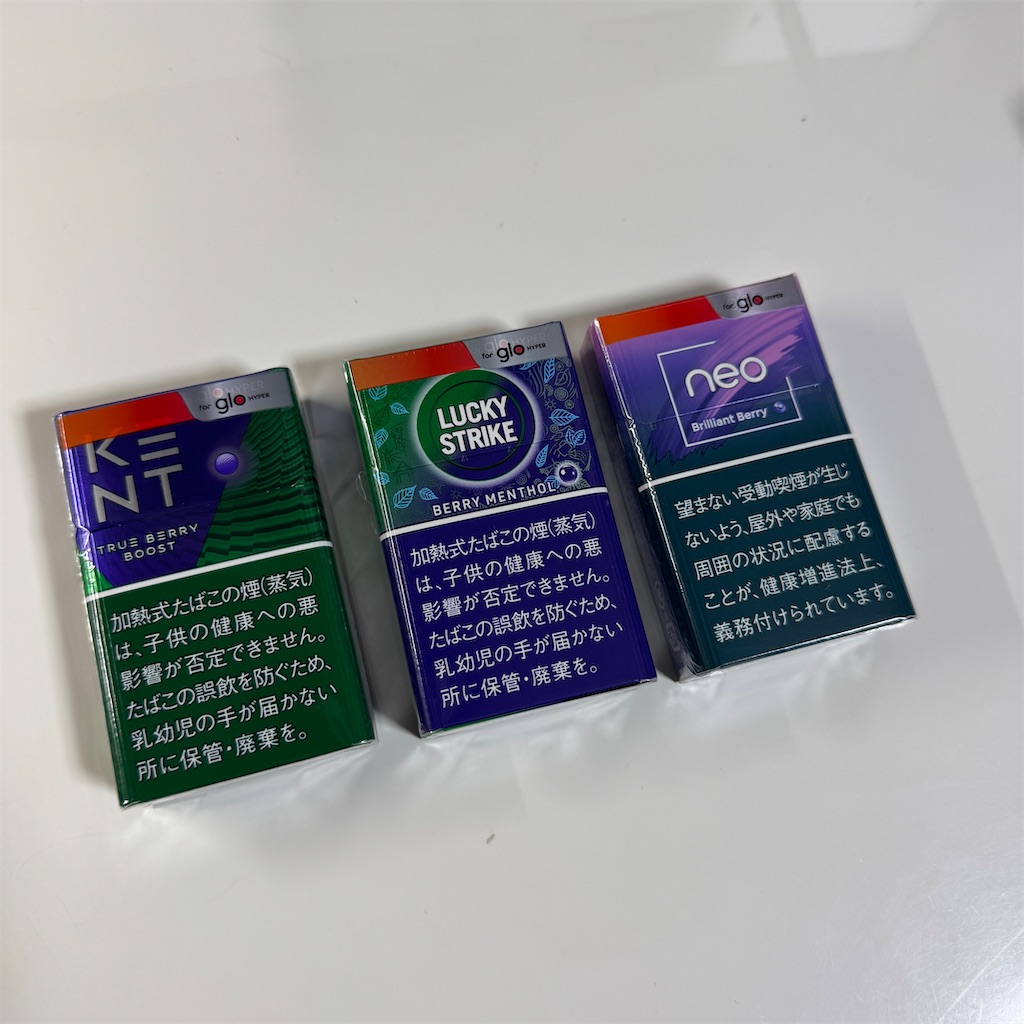 for glo HYPER
KE
NT
TRUE BERRY
BOOST
加熱式たばこの煙(蒸気)
は、子供の健康への悪
影響が否定できません。
たばこの誤飲を防ぐため、
乳幼児の手が届かない
所に保管・廃棄を。
for glo HYPER
LUCKY
STRIKE
BERRY MENTHOL
加熱式たばこの煙(蒸気)
は、子供の健康への悪
影響が否定できません。
たばこの誤飲を防ぐため、
乳幼児の手が届かない
所に保管・廃棄を。
for glo HYPER
neo
Brilliant Berry
望まない受動喫煙が生じ
ないよう、屋外や家庭でも
周囲の状況に配慮する
ことが、健康増進法上、
義務付けられています。